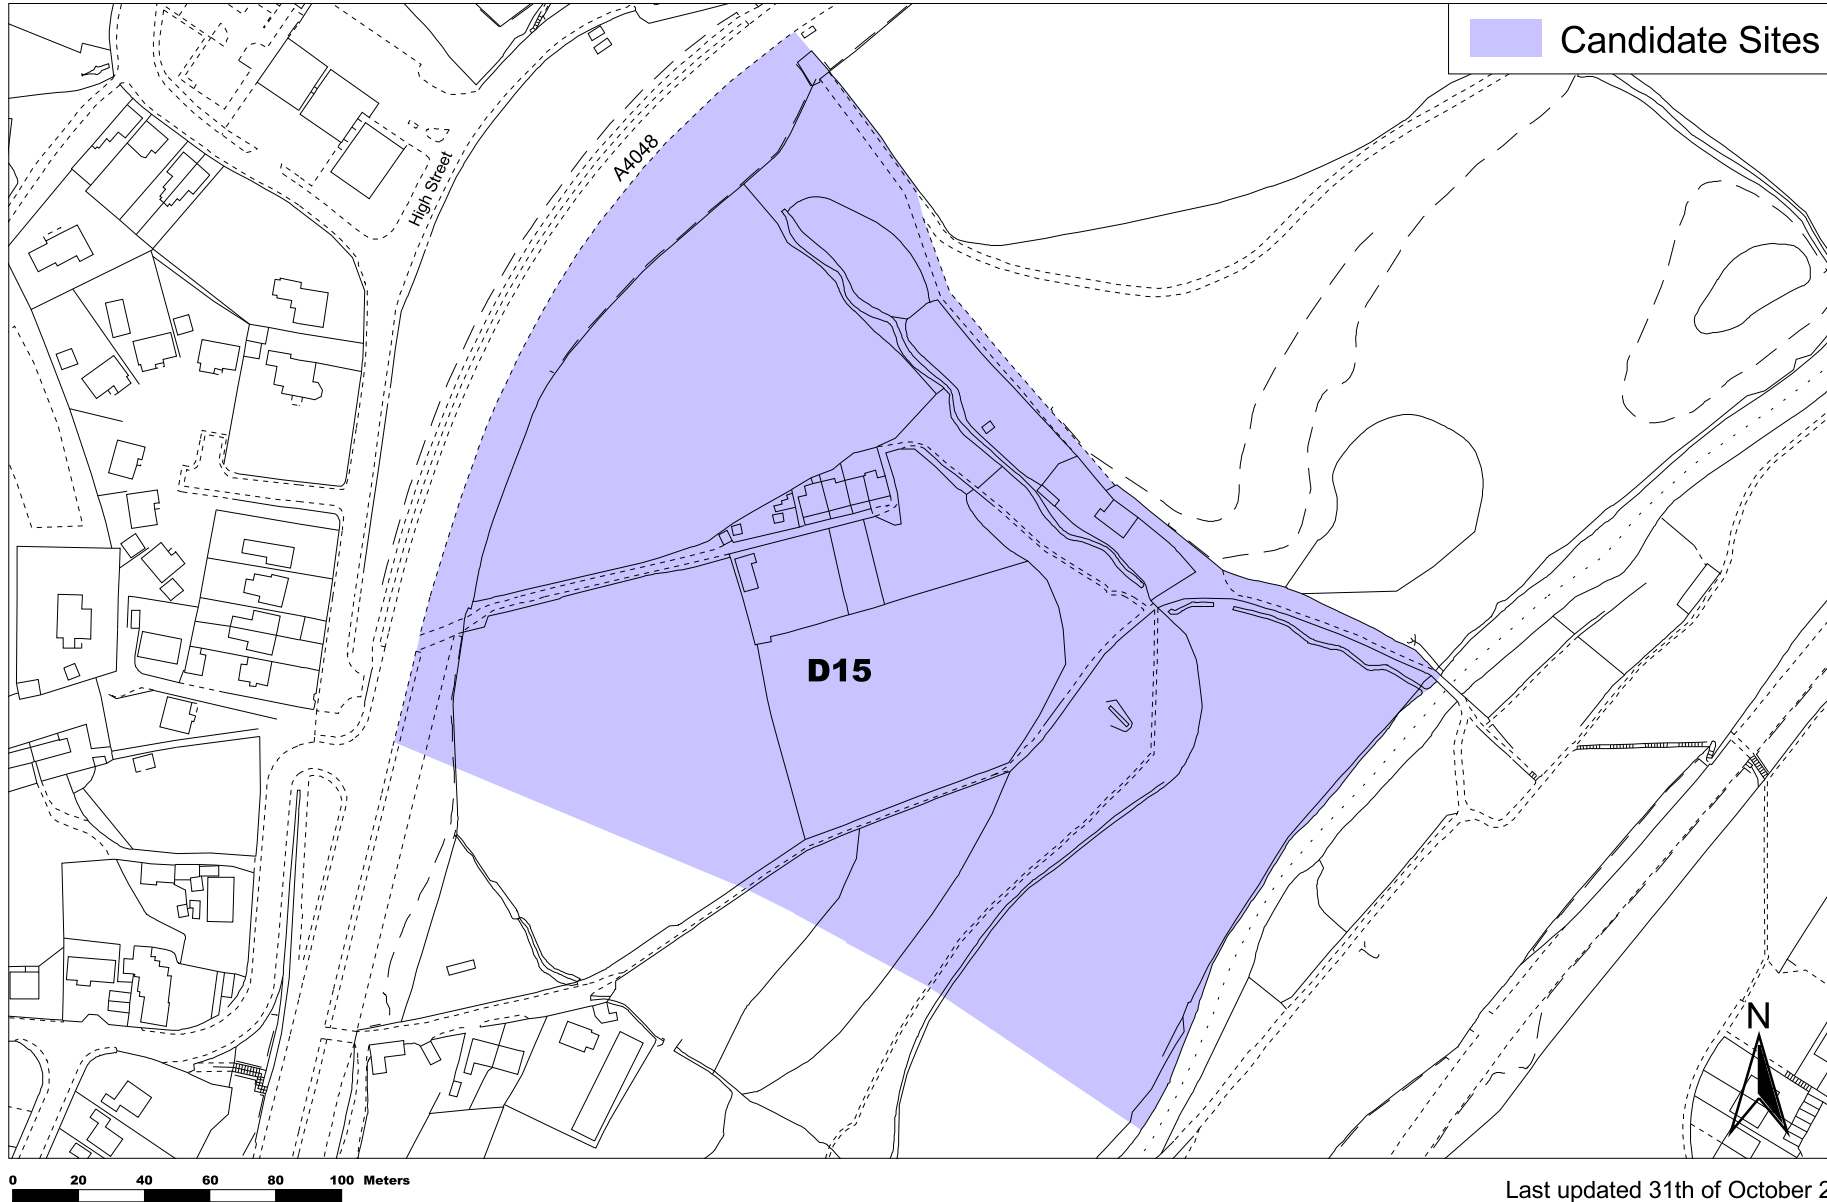 Candidate Sites
A4048
High Street
D15
N
0 20 40 60 80 100 Meters
Last updated 31th of October 2